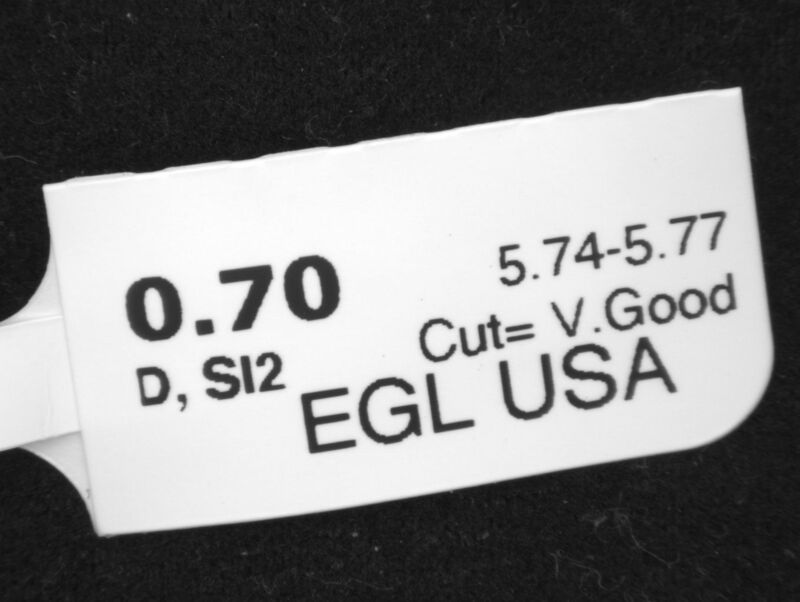 0.70
D, SI2
5.74-5.77
Cut= V.Good
EGL USA